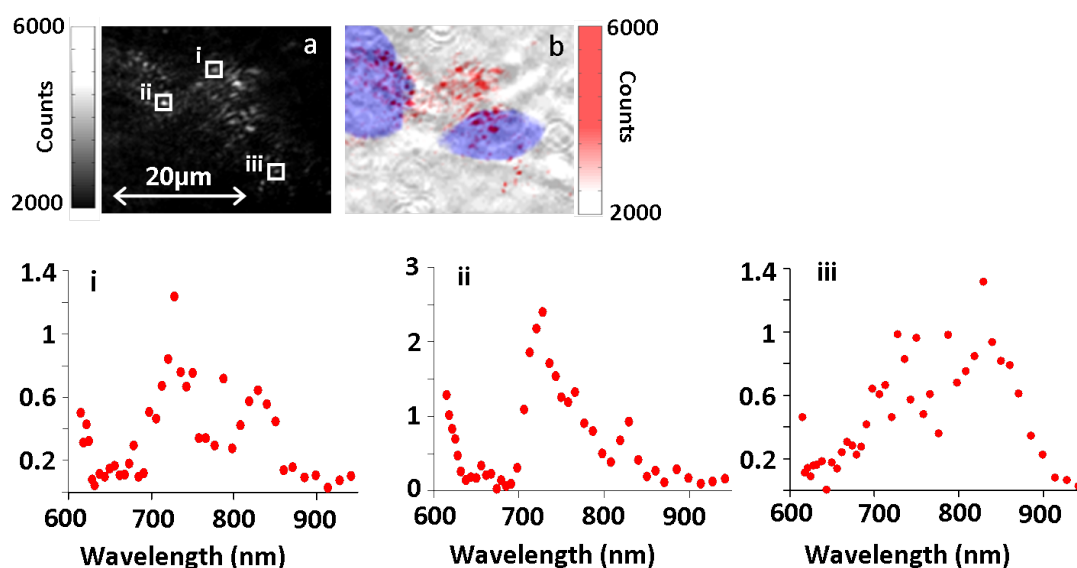 6000
Counts
2000
a
i
ii
iii
20μm
b
6000
Counts
2000
i
1.4
1
0.6
0.2
600 700 800 900
Wavelength (nm)
ii
3
2
1
0
600 700 800 900
Wavelength (nm)
iii
1.4
1
0.6
0.2
600 700 800 900
Wavelength (nm)